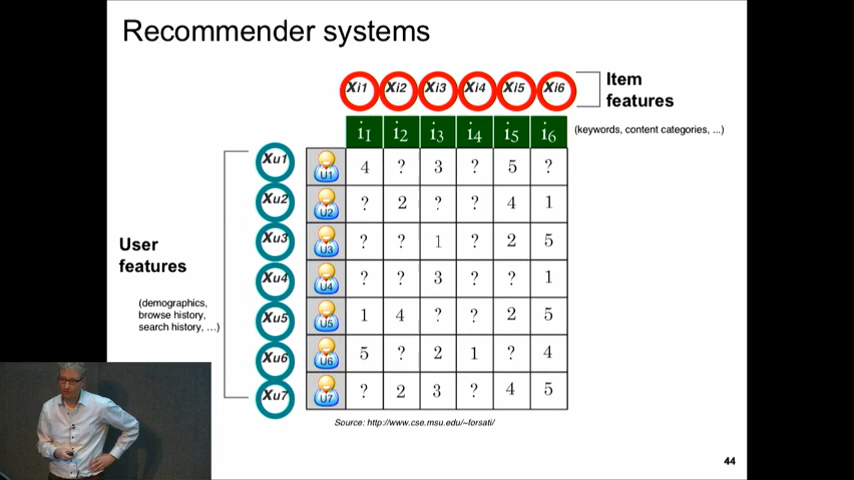 Recommender systems
Xi1 Xi2 Xi3 Xi4 Xi5 Xi6
Item
features
(keywords, content categories, ...)
i1 i2 i3 i4 i5 i6
Xu1 U1 4 ? 3 ? 5 ?
Xu2 U2 ? 2 ? ? 4 1
Xu3 U3 ? ? 1 ? 2 5
Xu4 U4 ? ? 3 ? ? 1
Xu5 U5 1 4 ? ? 2 5
Xu6 U6 5 ? 2 1 ? 4
Xu7 U7 ? 2 3 ? 4 5
User
features
(demographics,
browse history,
search history, ...)
Source: http://www.cse.msu.edu/~forsati/
44